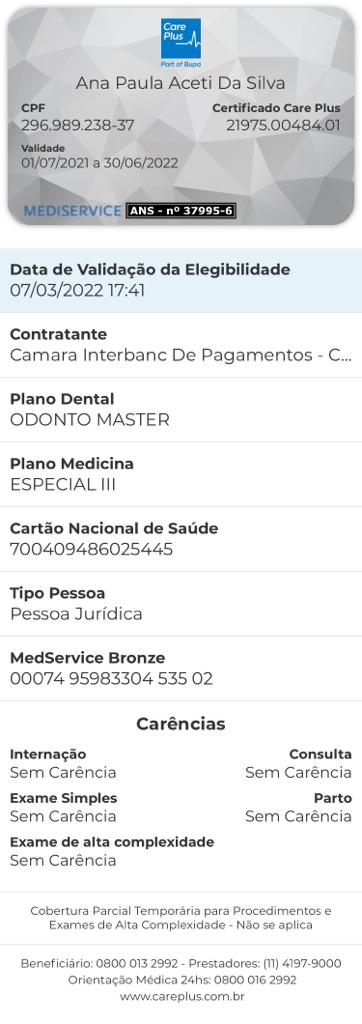 Care
Plus
Part of Bupa
Ana Paula Aceti Da Silva
CPF
Certificado Care Plus
296.989.238-37
21975.00484.01
Validade
01/07/2021 a 30/06/2022
MEDISERVICE ANS - nº 37995-6
Data de Validação da Elegibilidade
07/03/2022 17:41
Contratante
Camara Interbanc De Pagamentos - C...
Plano Dental
ODONTO MASTER
Plano Medicina
ESPECIAL III
Cartão Nacional de Saúde
700409486025445
Tipo Pessoa
Pessoa Jurídica
MedService Bronze
00074 95983304 535 02
Carências
Internação
Consulta
Sem Carência
Sem Carência
Exame Simples
Parto
Sem Carência
Sem Carência
Exame de alta complexidade
Sem Carência
Cobertura Parcial Temporária para Procedimentos e
Exames de Alta Complexidade - Não se aplica
Beneficiário: 0800 013 2992 - Prestadores: (11) 4197-9000
Orientação Médica 24hs: 0800 016 2992
www.careplus.com.br